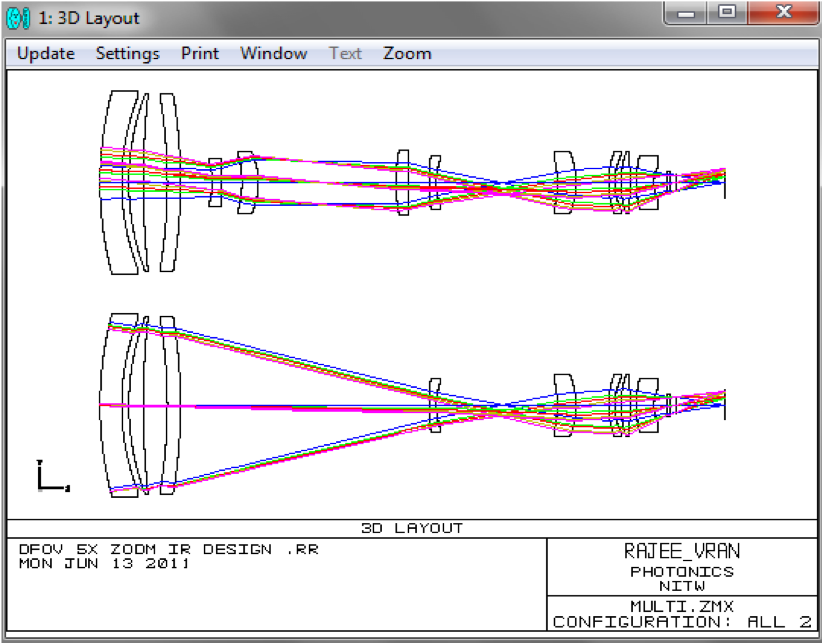 1: 3D Layout
Update Settings Print Window Text Zoom
3D LAYOUT
DFOV 5X ZOOM IR DESIGN .RR
MON JUN 13 2011
RAJEE_VRAN
PHOTONICS
NITW
MULTI.ZMX
CONFIGURATION: ALL 2